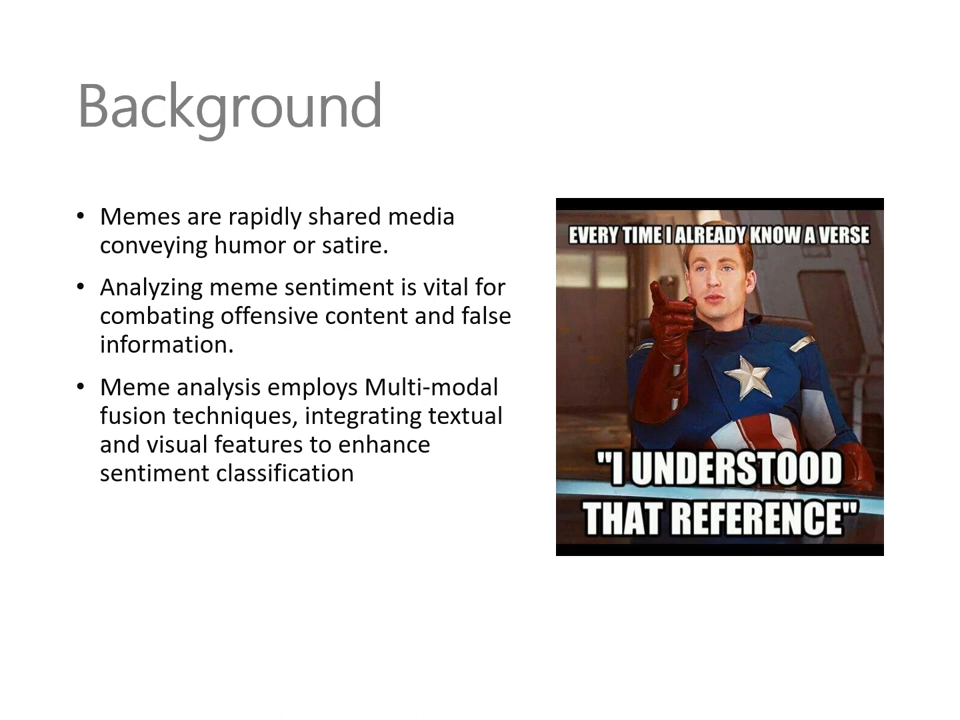 Background
• Memes are rapidly shared media
conveying humor or satire.
• Analyzing meme sentiment is vital for
combating offensive content and false
information.
• Meme analysis employs Multi-modal
fusion techniques, integrating textual
and visual features to enhance
sentiment classification
EVERY TIME I ALREADY KNOW A VERSE
"I UNDERSTOOD
THAT REFERENCE"